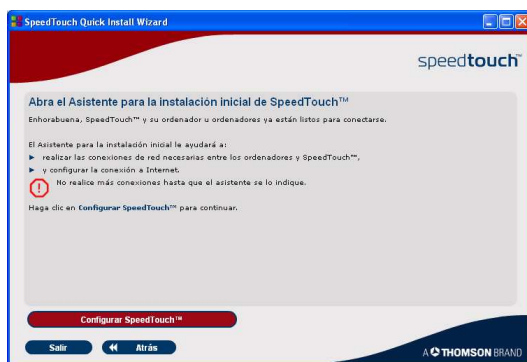 SpeedTouch Quick Install Wizard
speedtouch™
Abra el Asistente para la instalación inicial de SpeedTouch™
Enhorabuena, SpeedTouch™ y su ordenador u ordenadores ya están listos para conectarse.
El Asistente para la instalación inicial le ayudará a:
realizar las conexiones de red necesarias entre los ordenadores y SpeedTouch™,
y configurar la conexión a Internet.
No realice más conexiones hasta que el asistente se lo indique.
Haga clic en Configurar SpeedTouch™ para continuar.
Configurar SpeedTouch™
Salir
Atrás
A THOMSON BRAND